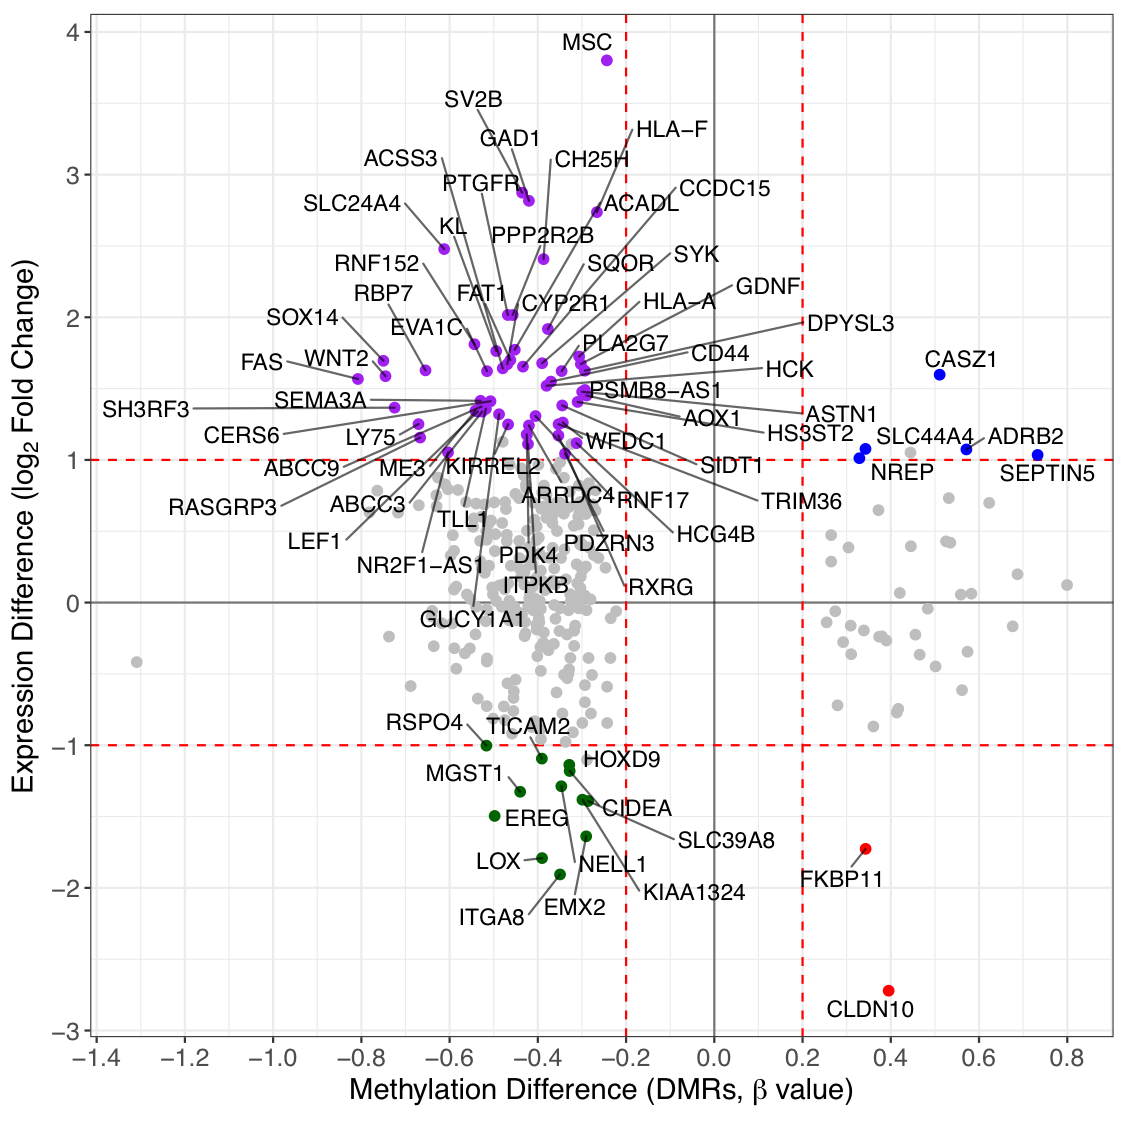 4
3
2
1
0
−1
−2
−3
Expression Difference (log2 Fold Change)
MSC
SV2B
GAD1
HLA−F
ACSS3
CH25H
PTGFR
CCDC15
SLC24A4
ACADL
KL
PPP2R2B
RNF152
SQOR
SYK
RBP7
FAT1
CYP2R1
HLA−A
GDNF
SOX14
EVA1C
DPYSL3
PLA2G7
FAS
WNT2
CD44
HCK
CASZ1
SEMA3A
PSMB8−AS1
SH3RF3
AOX1
ASTN1
CERS6
LY75
WFDC1
HS3ST2
SLC44A4
ADRB2
ABCC9
ME3
KIRREL2
SIDT1
NREP
SEPTIN5
RASGRP3
ABCC3
ARRDC4
RNF17
TRIM36
TLL1
LEF1
PDZRN3
HCG4B
NR2F1−AS1
PDK4
ITPKB
RXRG
GUCY1A1
RSPO4
TICAM2
MGST1
HOXD9
EREG
CIDEA
SLC39A8
LOX
NELL1
KIAA1324
FKBP11
ITGA8
EMX2
CLDN10
−1.4
−1.2
−1.0
−0.8
−0.6
−0.4
−0.2
0.0
0.2
0.4
0.6
0.8
Methylation Difference (DMRs, β value)